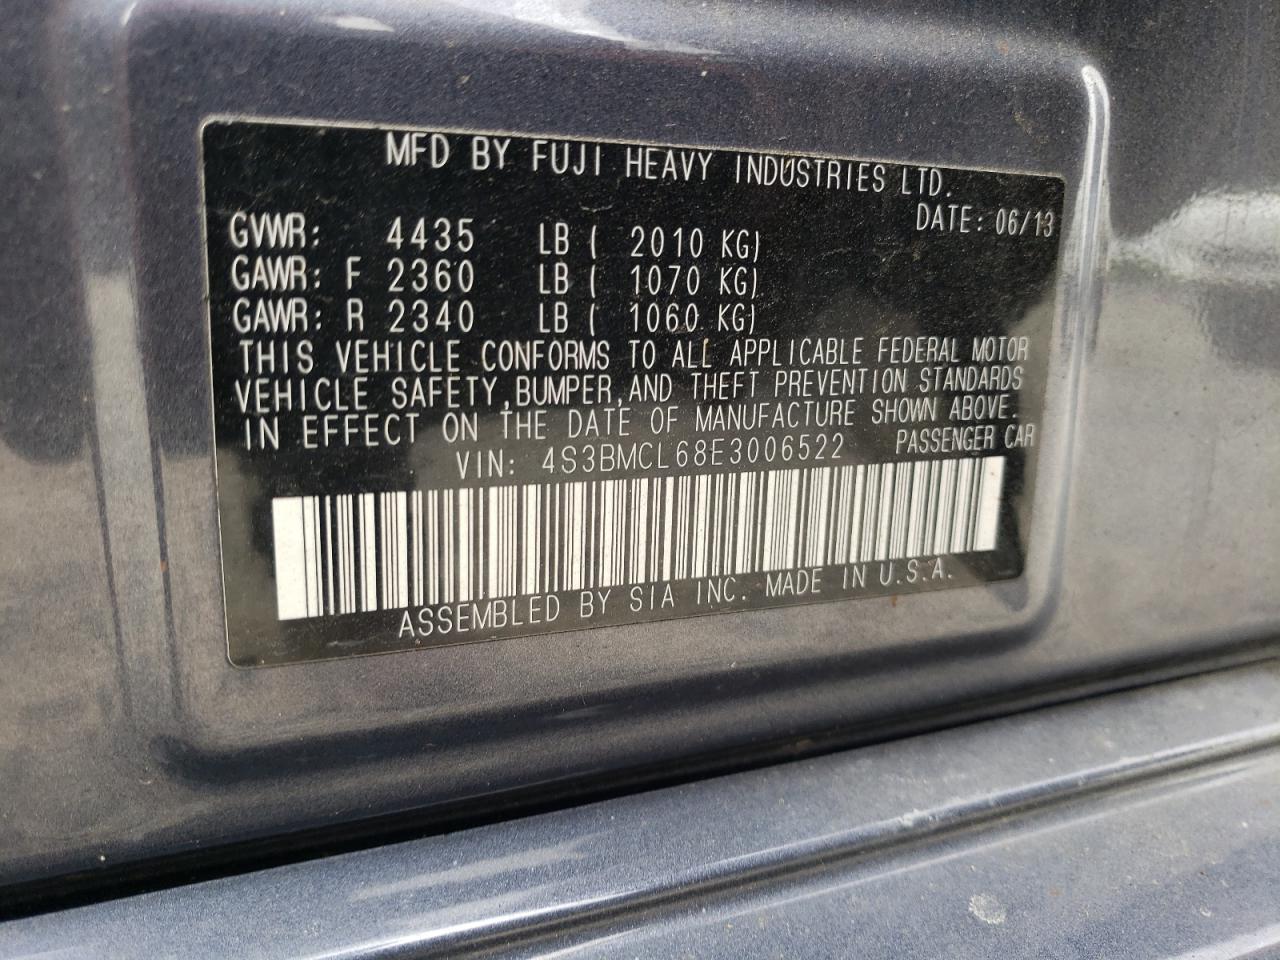 MFD BY FUJI HEAVY INDUSTRIES LTD.
DATE: 06/13
GVWR: 4435 LB ( 2010 KG)
GAWR: F 2360 LB ( 1070 KG)
GAWR: R 2340 LB ( 1060 KG)
THIS VEHICLE CONFORMS TO ALL APPLICABLE FEDERAL MOTOR
VEHICLE SAFETY,BUMPER,AND THEFT PREVENTION STANDARDS
IN EFFECT ON THE DATE OF MANUFACTURE SHOWN ABOVE.
VIN: 4S3BMCL68E3006522 PASSENGER CAR
ASSEMBLED BY SIA INC. MADE IN U.S.A.